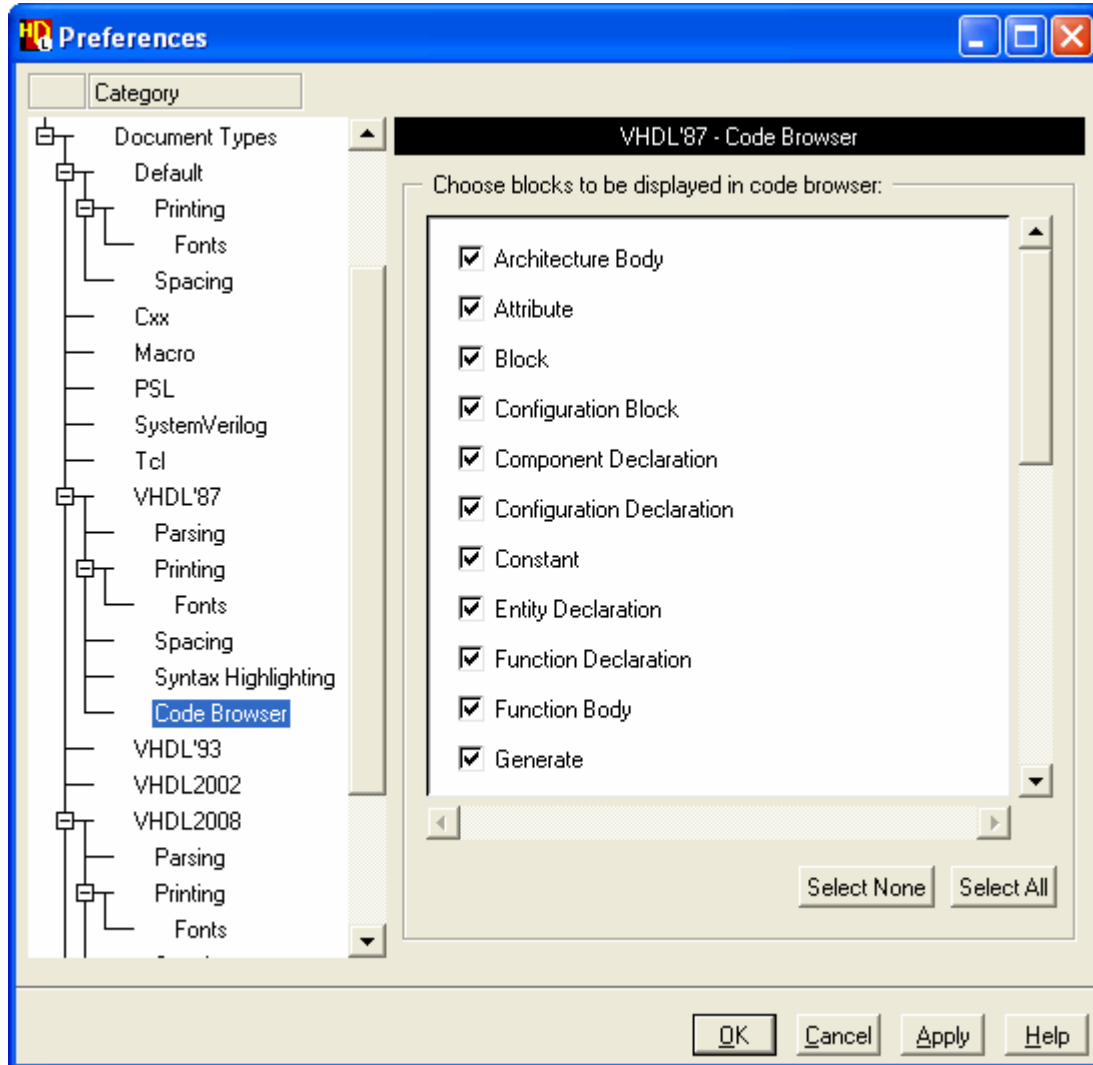 HDL Preferences
Category
Document Types
Default
Printing
Fonts
Spacing
Cxx
Macro
PSL
SystemVerilog
Tcl
VHDL'87
Parsing
Printing
Fonts
Spacing
Syntax Highlighting
Code Browser
VHDL'93
VHDL2002
VHDL2008
Parsing
Printing
Fonts
VHDL'87 - Code Browser
Choose blocks to be displayed in code browser:
Architecture Body
Attribute
Block
Configuration Block
Component Declaration
Configuration Declaration
Constant
Entity Declaration
Function Declaration
Function Body
Generate
Select None Select All
OK Cancel Apply Help